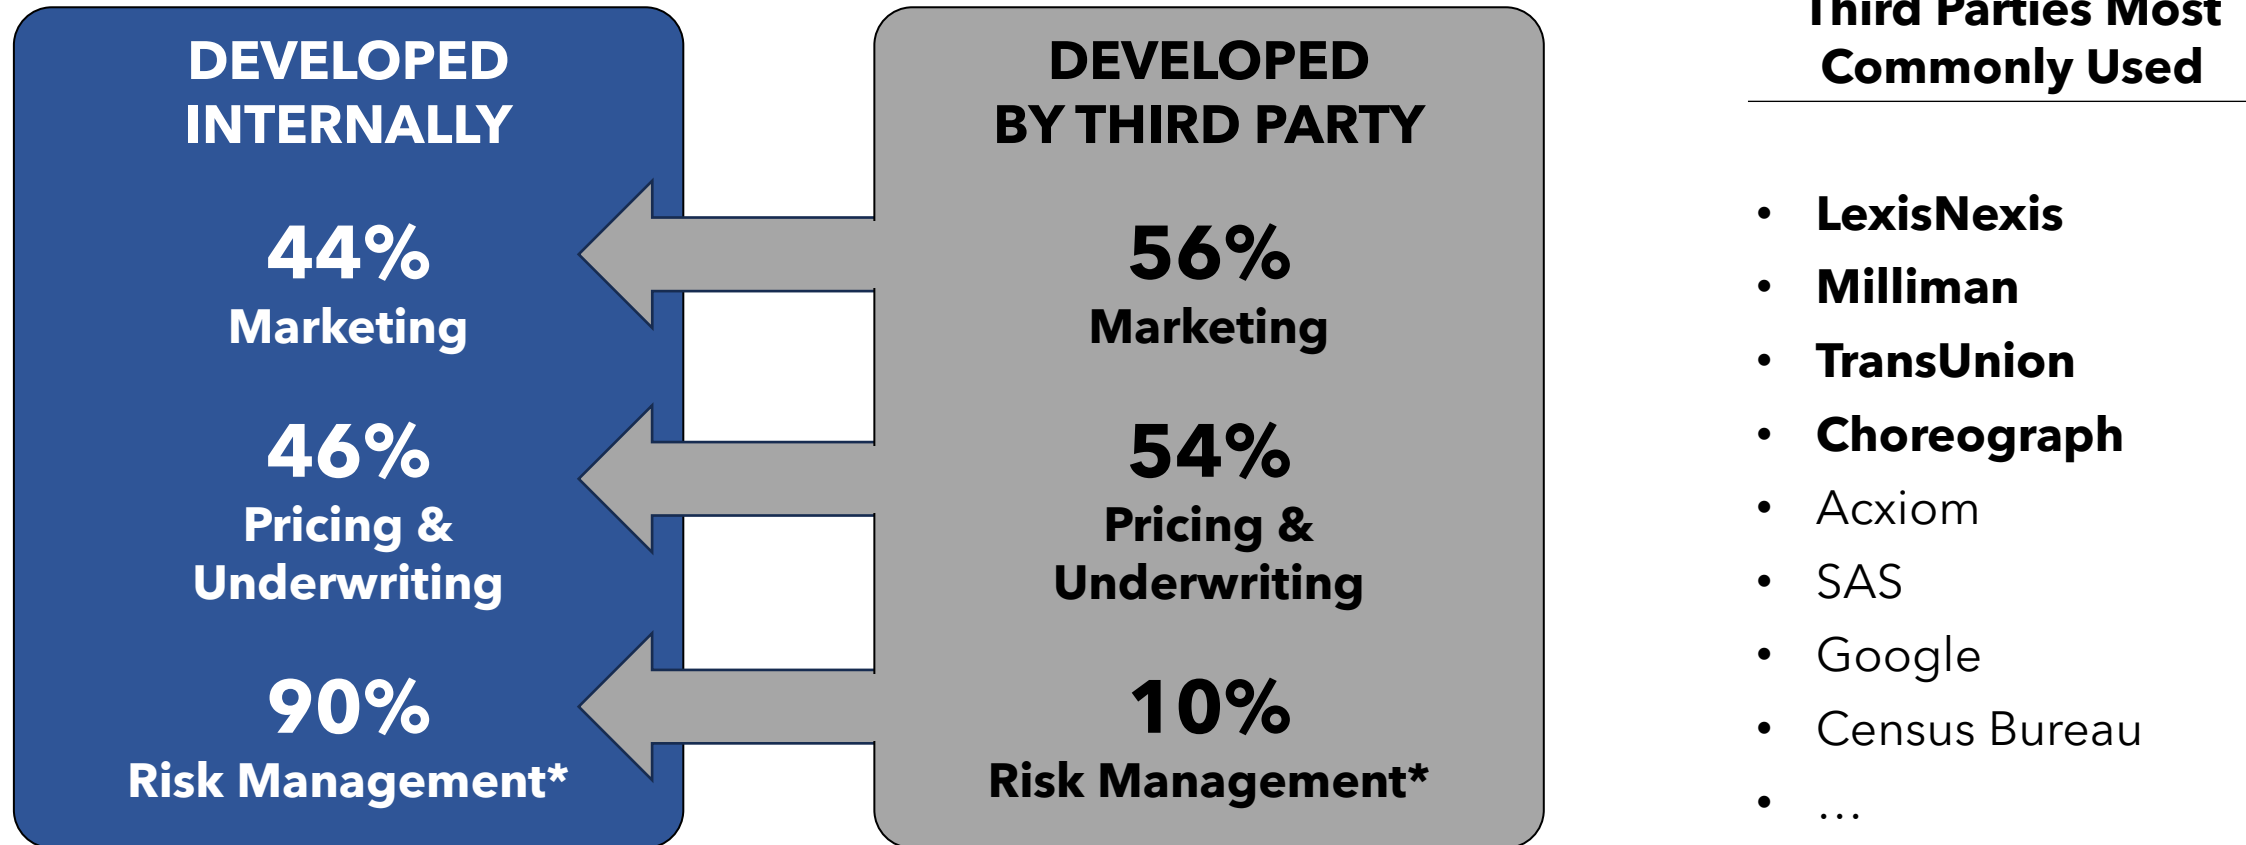 DEVELOPED
INTERNALLY
44%
Marketing
46%
Pricing &
Underwriting
90%
Risk Management*
DEVELOPED
BY THIRD PARTY
56%
Marketing
54%
Pricing &
Underwriting
10%
Risk Management*
Third Parties Most
Commonly Used
• LexisNexis
• Milliman
• TransUnion
• Choreograph
• Acxiom
• SAS
• Google
• Census Bureau
• …